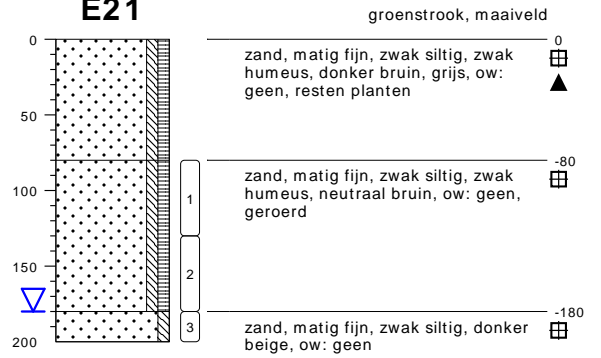 E21
groenstrook, maaiveld
0
0
zand, matig fijn, zwak siltig, zwak
humeus, donker bruin, grijs, ow:
geen, resten planten
50
-80
zand, matig fijn, zwak siltig, zwak
humeus, neutraal bruin, ow: geen,
geroerd
100
1
150
2
-180
zand, matig fijn, zwak siltig, donker
beige, ow: geen
3
200